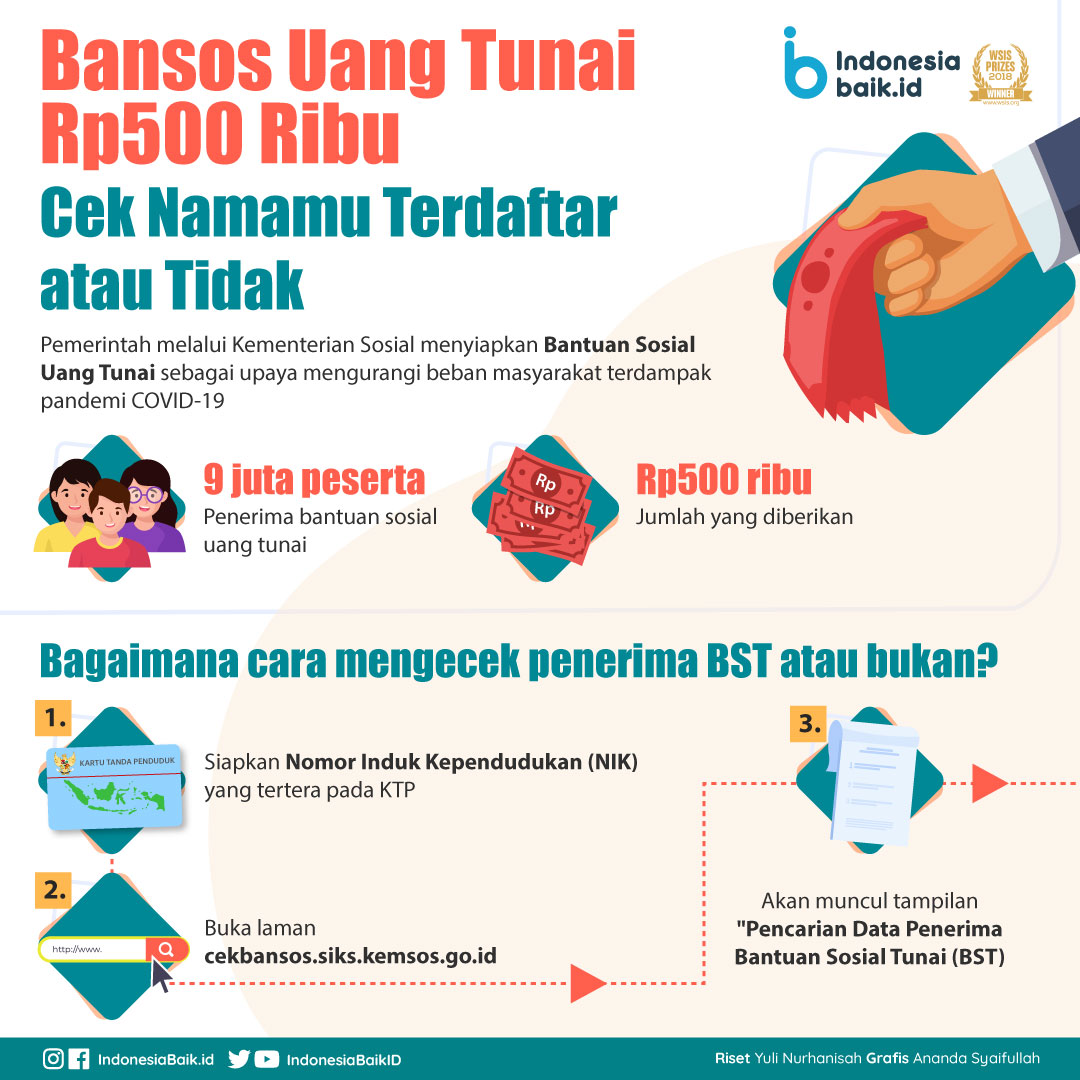 Bansos Uang Tunai
Rp500 Ribu
Cek Namamu Terdaftar
atau Tidak
Indonesia
baik.id
WSIS
PRIZES
2018
WINNER
www.wsis.org
Pemerintah melalui Kementerian Sosial menyiapkan Bantuan Sosial
Uang Tunai sebagai upaya mengurangi beban masyarakat terdampak
pandemi COVID-19
9 juta peserta
Penerima bantuan sosial
uang tunai
Rp
Rp
Rp500 ribu
Jumlah yang diberikan
Bagaimana cara mengecek penerima BST atau bukan?
1.
KARTU TANDA PENDUDUK
Siapkan Nomor Induk Kependudukan (NIK)
yang tertera pada KTP
2.
http://www.
Buka laman
cekbansos.siks.kemsos.go.id
3.
Akan muncul tampilan
"Pencarian Data Penerima
Bantuan Sosial Tunai (BST)
IndonesiaBaik.id
IndonesiaBaikID
Riset Yuli Nurhanisah Grafis Ananda Syaifullah